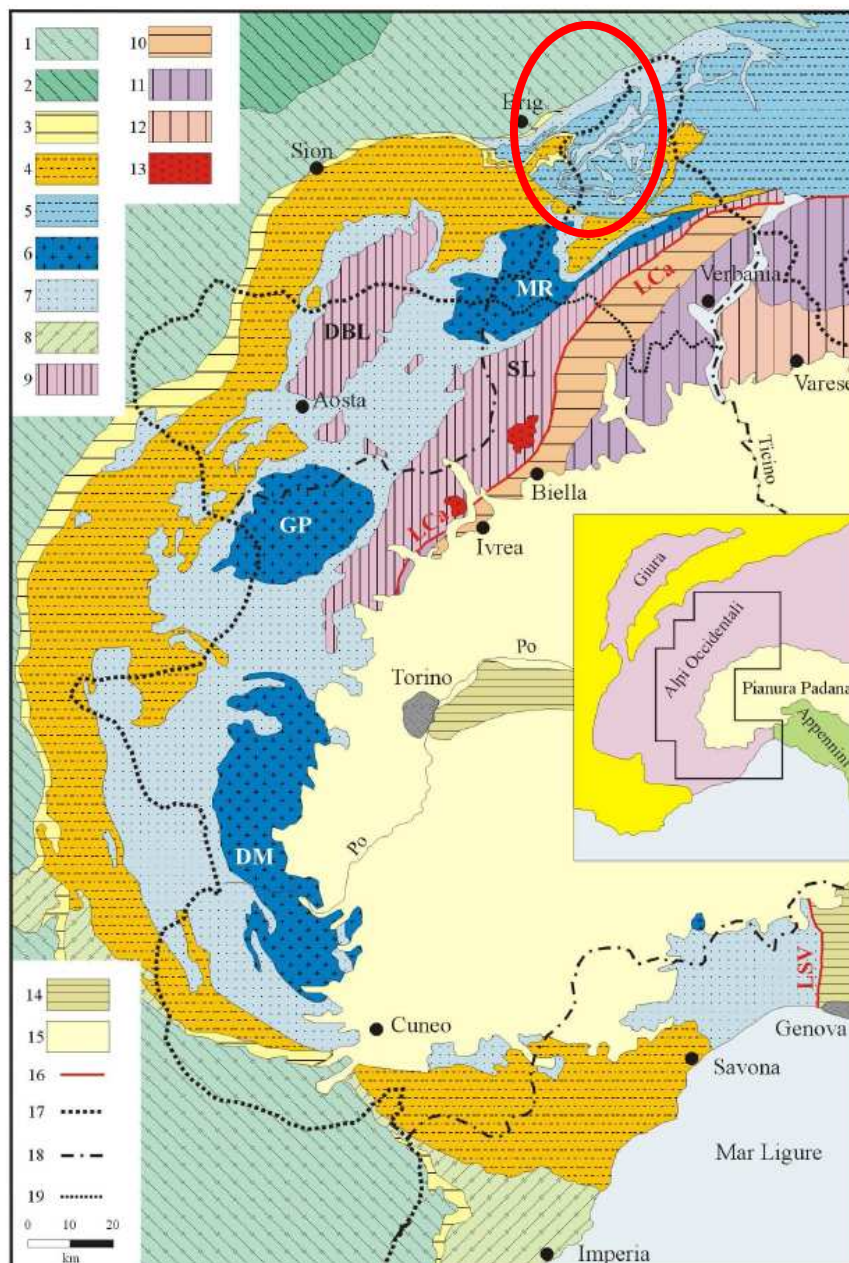 1
2
3
4
5
6
7
8
9
10
11
12
13
Brig
Sion
MR
LCa
Verbania
DBL
SL
Varese
Aosta
Ticino
Biella
GP
LCa
Ivrea
Giura
Alpi Occidentali
Pianura Padana
Appennini
Po
Torino
Po
DM
14
15
16
17
18
19
0 10 20
km
LSV
Cuneo
Genova
Savona
Mar Ligure
Imperia